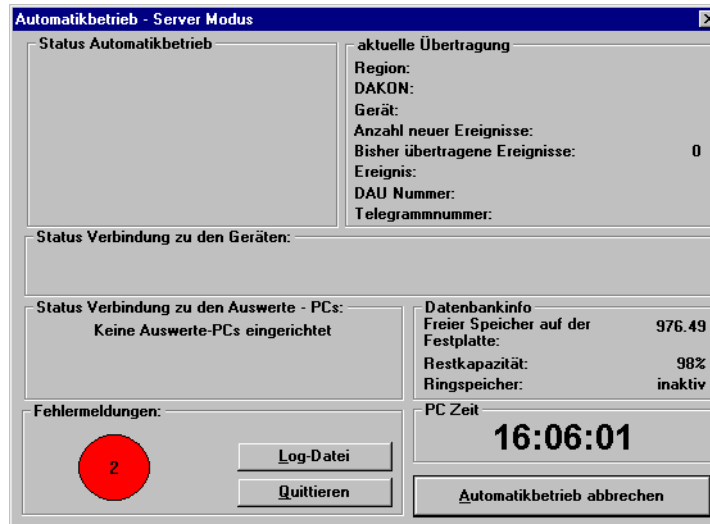 Automatikbetrieb - Server Modus
Status Automatikbetrieb
aktuelle Übertragung
Region:
DAKON:
Gerät:
Anzahl neuer Ereignisse:
Bisher übertragene Ereignisse: 0
Ereignis:
DAU Nummer:
Telegrammnummer:
Status Verbindung zu den Geräten:
Status Verbindung zu den Auswerte - PCs:
Keine Auswerte-PCs eingerichtet
Datenbankinfo
Freier Speicher auf der 976.49
Festplatte:
Restkapazität: 98%
Ringspeicher: inaktiv
Fehlermeldungen:
2
Log-Datei
Quittieren
PC Zeit
16:06:01
Automatikbetrieb abbrechen